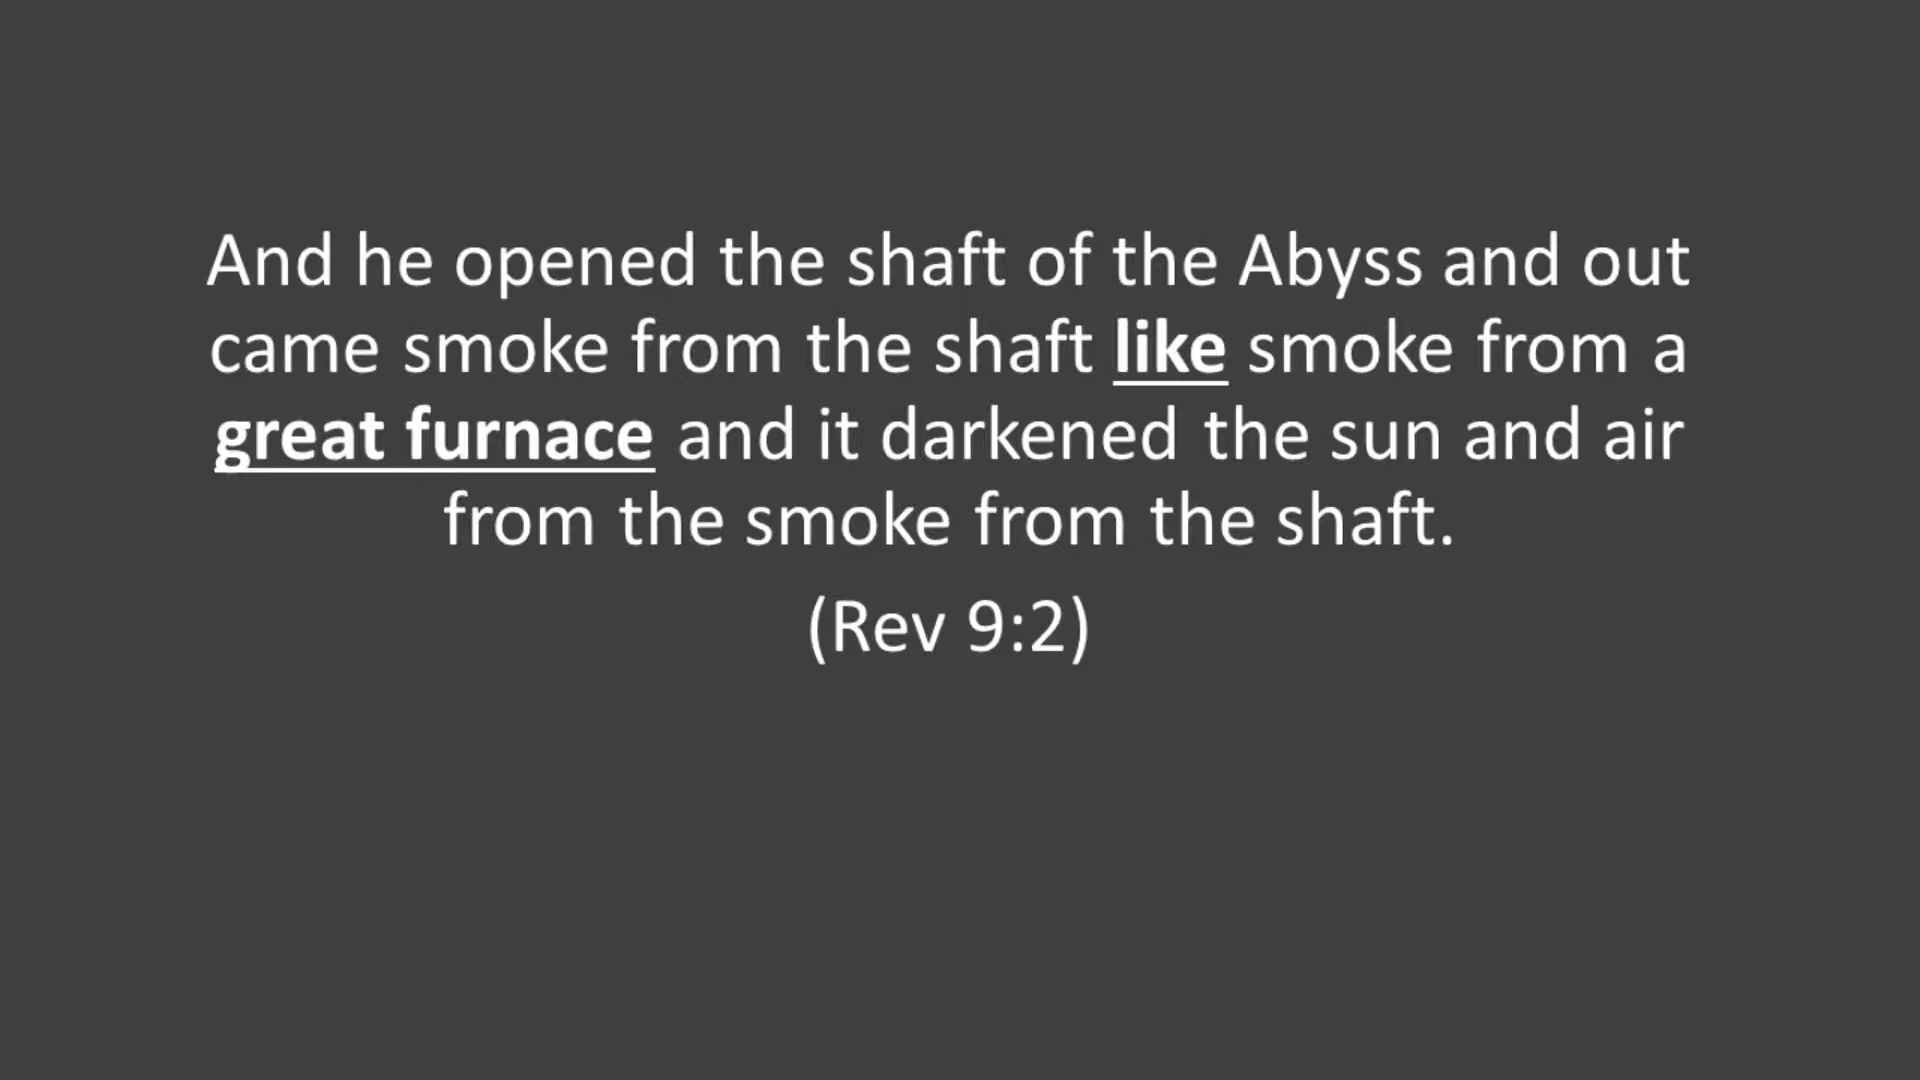 And he opened the shaft of the Abyss and out
came smoke from the shaft like smoke from a
great furnace and it darkened the sun and air
from the smoke from the shaft.
(Rev 9:2)